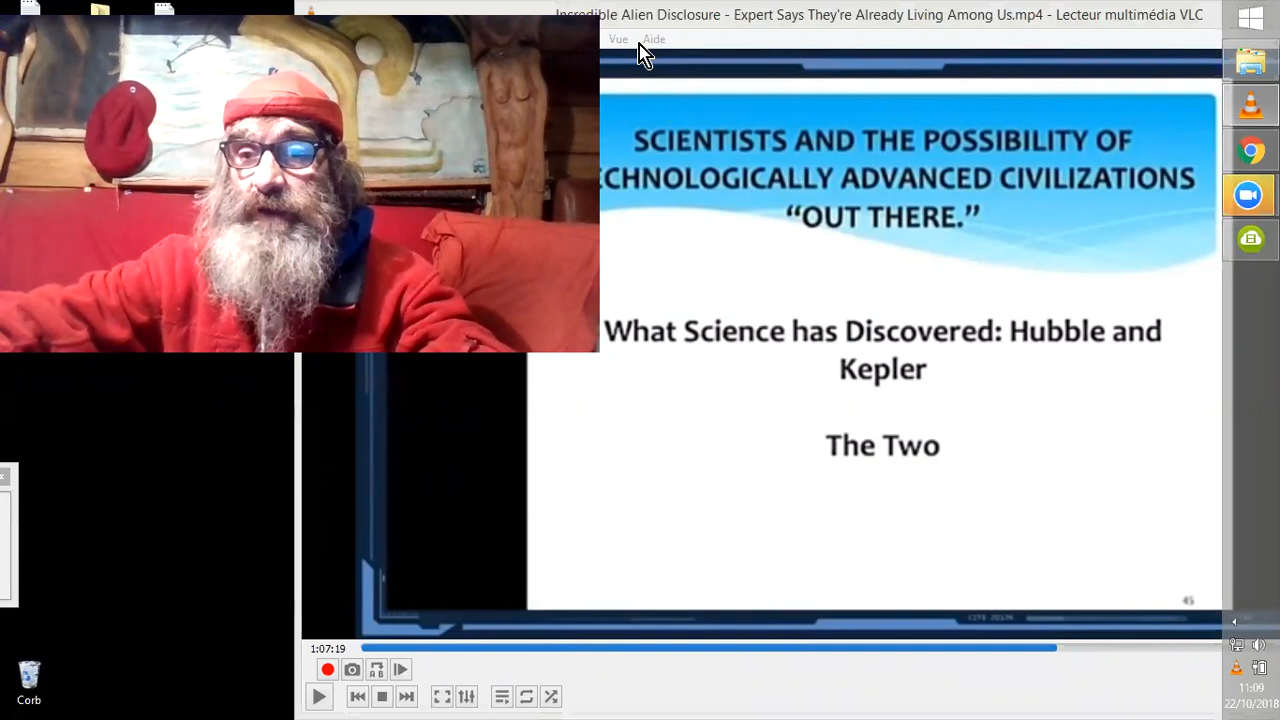 Incredible Alien Disclosure - Expert Says They're Already Living Among Us.mp4 - Lecteur multimédia VLC
Vue Aide
SCIENTISTS AND THE POSSIBILITY OF
CHNOLOGICALLY ADVANCED CIVILIZATIONS
“OUT THERE.”
What Science has Discovered: Hubble and
Kepler
The Two
45
1:07:19
Corb
11:09
22/10/2018